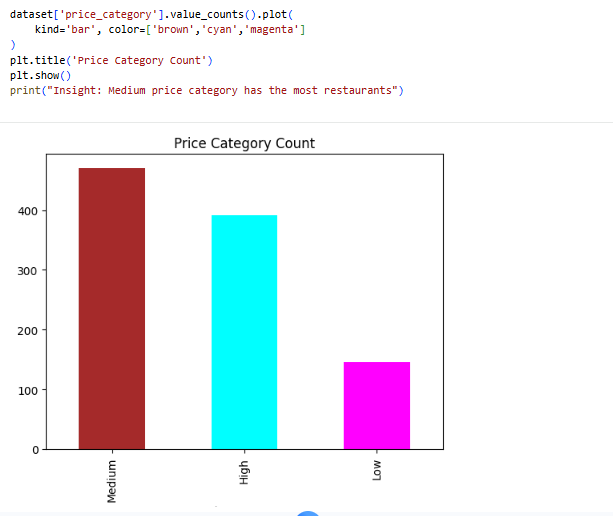 dataset['price_category'].value_counts().plot(
    kind='bar', color=['brown','cyan','magenta']
)
plt.title('Price Category Count')
plt.show()
print("Insight: Medium price category has the most restaurants")
Price Category Count
400
300
200
100
0
Medium
High
Low